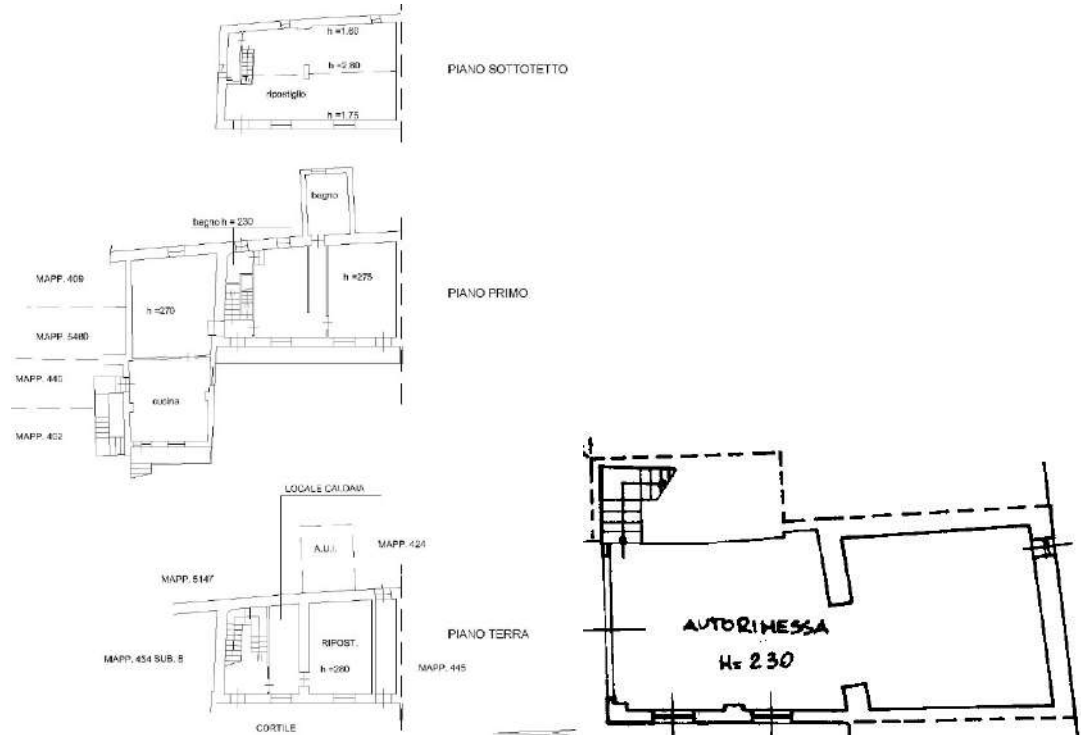 h =1.60
h =2.80
PIANO SOTTOTETTO
ripostiglio
h =1.75
bagno
bagno h = 230
MAPP. 409
h =275
PIANO PRIMO
h =270
MAPP. 5480
MAPP. 440
cucina
MAPP. 402
LOCALE CALDAIA
A.U.I.
MAPP. 424
MAPP. 5147
RIPOST.
PIANO TERRA
MAPP. 454 SUB. 8
h =280
MAPP. 445
CORTILE
AUTORIMESSA
H= 230